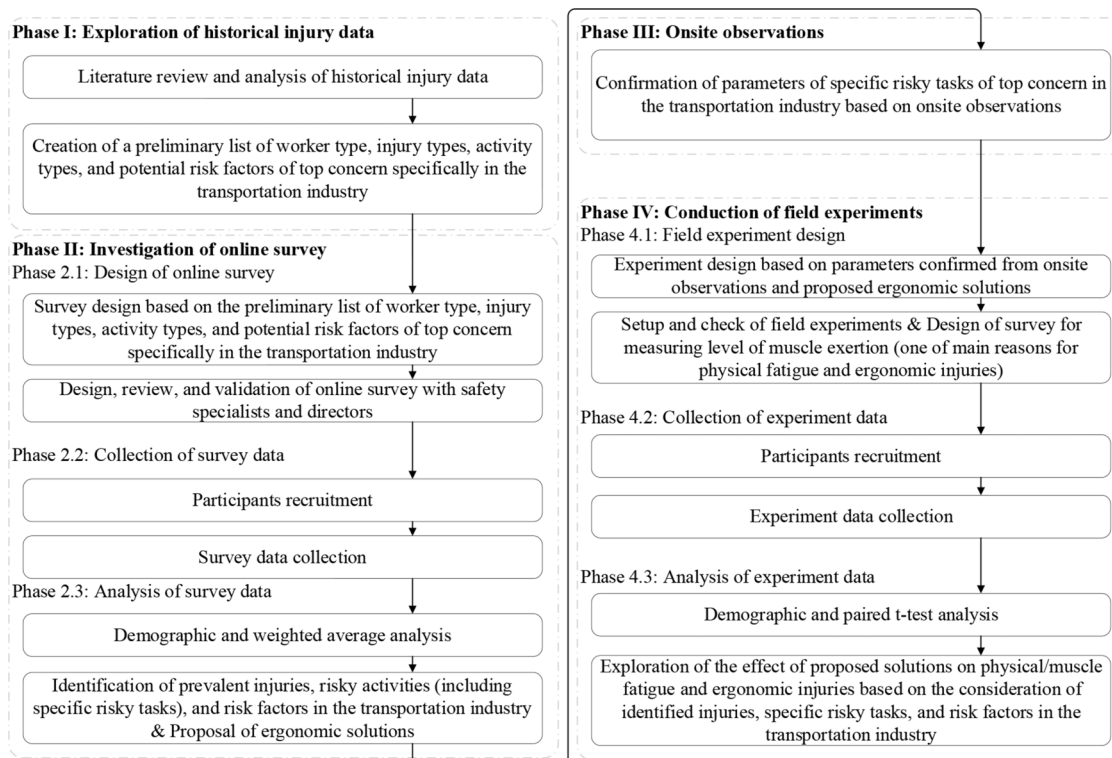 Phase I: Exploration of historical injury data
Literature review and analysis of historical injury data
Creation of a preliminary list of worker type, injury types, activity
types, and potential risk factors of top concern specifically in the
transportation industry
Phase II: Investigation of online survey
Phase 2.1: Design of online survey
Survey design based on the preliminary list of worker type, injury
types, activity types, and potential risk factors of top concern
specifically in the transportation industry
Design, review, and validation of online survey with safety
specialists and directors
Phase 2.2: Collection of survey data
Participants recruitment
Survey data collection
Phase 2.3: Analysis of survey data
Demographic and weighted average analysis
Identification of prevalent injuries, risky activities (including
specific risky tasks), and risk factors in the transportation industry
& Proposal of ergonomic solutions
Phase III: Onsite observations
Confirmation of parameters of specific risky tasks of top concern in
the transportation industry based on onsite observations
Phase IV: Conduction of field experiments
Phase 4.1: Field experiment design
Experiment design based on parameters confirmed from onsite
observations and proposed ergonomic solutions
Setup and check of field experiments & Design of survey for
measuring level of muscle exertion (one of main reasons for
physical fatigue and ergonomic injuries)
Phase 4.2: Collection of experiment data
Participants recruitment
Experiment data collection
Phase 4.3: Analysis of experiment data
Demographic and paired t-test analysis
Exploration of the effect of proposed solutions on physical/muscle
fatigue and ergonomic injuries based on the consideration of
identified injuries, specific risky tasks, and risk factors in the
transportation industry